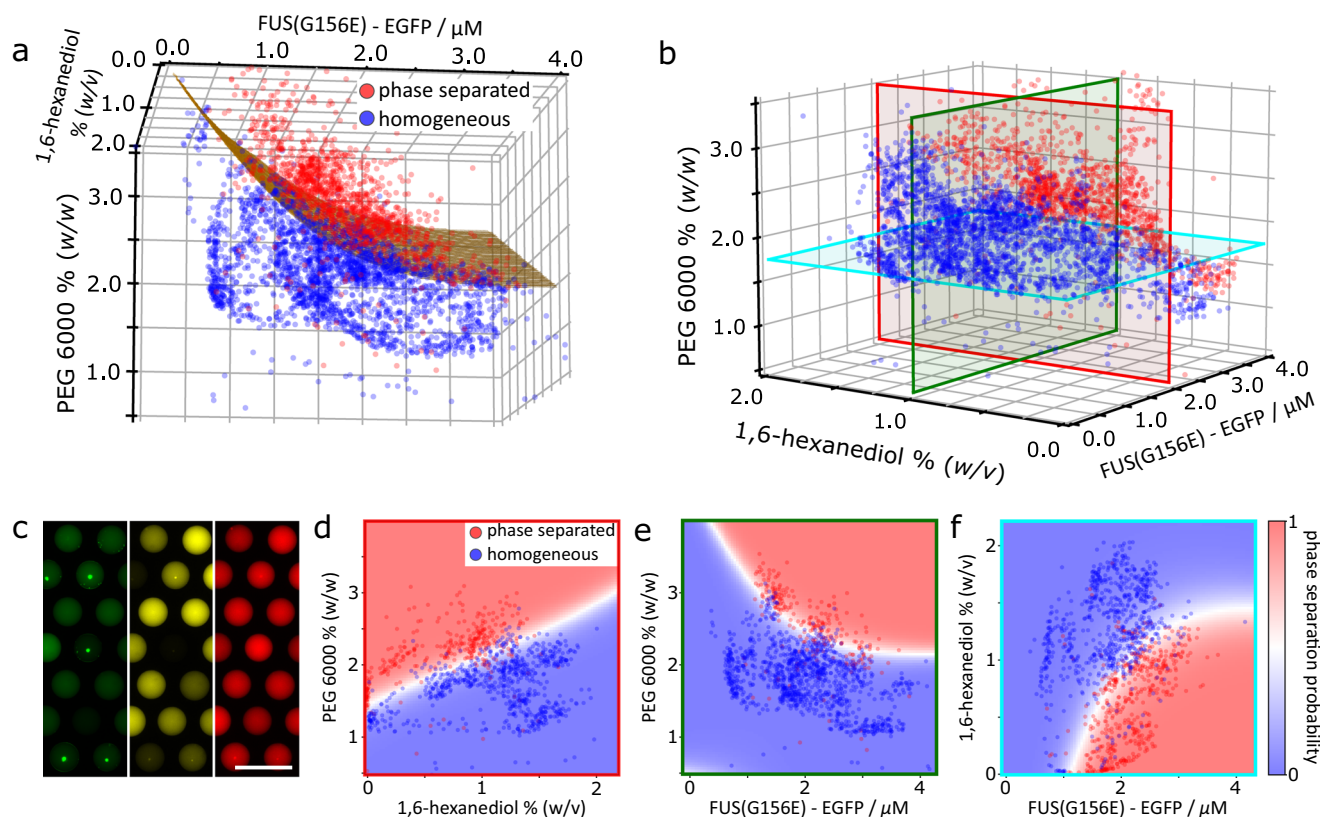 a
FUS(G156E) - EGFP / µM
0.0 1.0 2.0 3.0 4.0
1,6-hexanediol
% (w/v)
0.0
1.0
2.0
phase separated
homogeneous
PEG 6000 % (w/w)
3.0
2.0
1.0
b
PEG 6000 % (w/w)
3.0
2.0
1.0
2.0 1.0 0.0
1,6-hexanediol % (w/v)
0.0 1.0 2.0 3.0 4.0
FUS(G156E) - EGFP / µM
c
d
phase separated
homogeneous
PEG 6000 % (w/w)
4
3
2
1
0 1 2
1,6-hexanediol % (w/v)
e
PEG 6000 % (w/w)
4
3
2
1
0 2 4
FUS(G156E) - EGFP / µM
f
1,6-hexanediol % (w/v)
2
1
0
0 2 4
FUS(G156E) - EGFP / µM
1
0
phase separation probability